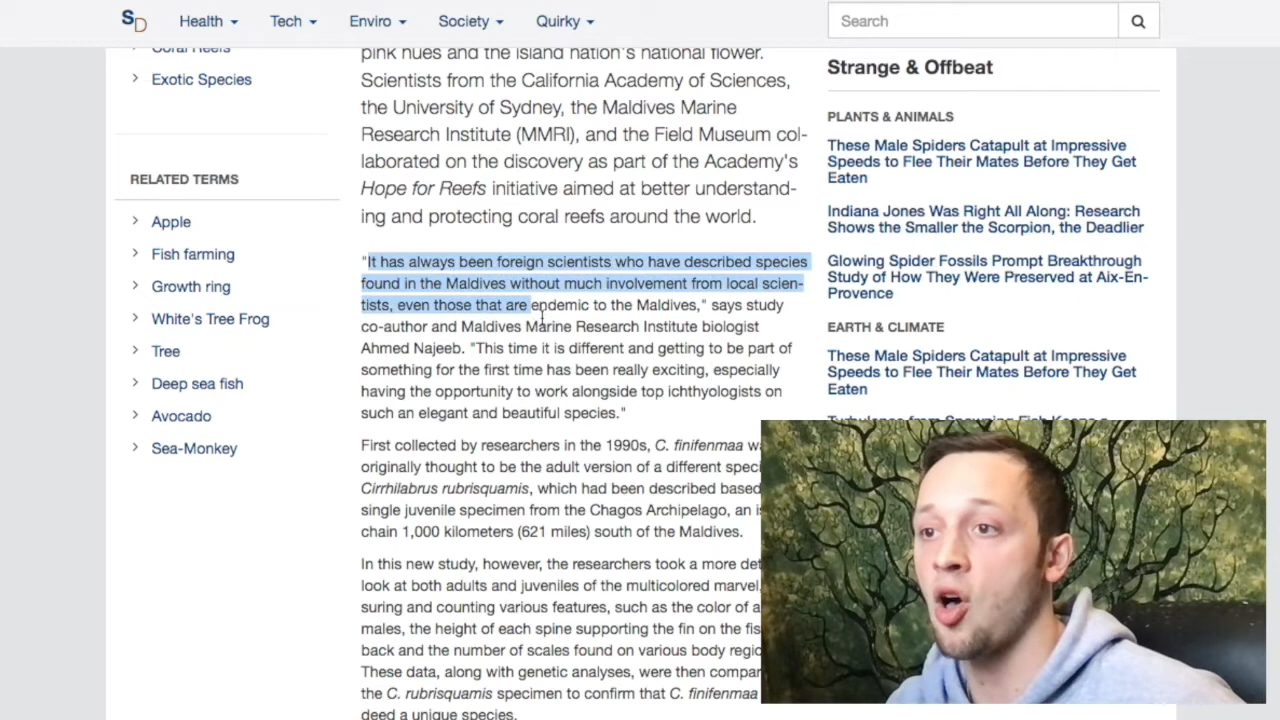 SD
Health
Tech
Enviro
Society
Quirky
Search
Coral Reefs
Exotic Species
RELATED TERMS
Apple
Fish farming
Growth ring
White's Tree Frog
Tree
Deep sea fish
Avocado
Sea-Monkey
pink hues and the island nation's national flower.
Scientists from the California Academy of Sciences,
the University of Sydney, the Maldives Marine
Research Institute (MMRI), and the Field Museum col-
laborated on the discovery as part of the Academy's
Hope for Reefs initiative aimed at better understand-
ing and protecting coral reefs around the world.
"It has always been foreign scientists who have described species
found in the Maldives without much involvement from local scien-
tists, even those that are endemic to the Maldives," says study
co-author and Maldives Marine Research Institute biologist
Ahmed Najeeb. "This time it is different and getting to be part of
something for the first time has been really exciting, especially
having the opportunity to work alongside top ichthyologists on
such an elegant and beautiful species."
First collected by researchers in the 1990s, C. finifenmaa
originally thought to be the adult version of a different
Cirrhilabrus rubrisquamis, which had been described based
single juvenile specimen from the Chagos Archipelago, an
chain 1,000 kilometers (621 miles) south of the Maldives.
In this new study, however, the researchers took a more
look at both adults and juveniles of the multicolored marvel,
suring and counting various features, such as the color of
males, the height of each spine supporting the fin on the
back and the number of scales found on various body
These data, along with genetic analyses, were then
the C. rubrisquamis specimen to confirm that C. finifenmaa
deed a unique species.
Strange & Offbeat
PLANTS & ANIMALS
These Male Spiders Catapult at Impressive
Speeds to Flee Their Mates Before They Get
Eaten
Indiana Jones Was Right All Along: Research
Shows the Smaller the Scorpion, the Deadlier
Glowing Spider Fossils Prompt Breakthrough
Study of How They Were Preserved at Aix-En-
Provence
EARTH & CLIMATE
These Male Spiders Catapult at Impressive
Speeds to Flee Their Mates Before They Get
Eaten
Turbulence from Spawning Fish Keeps a